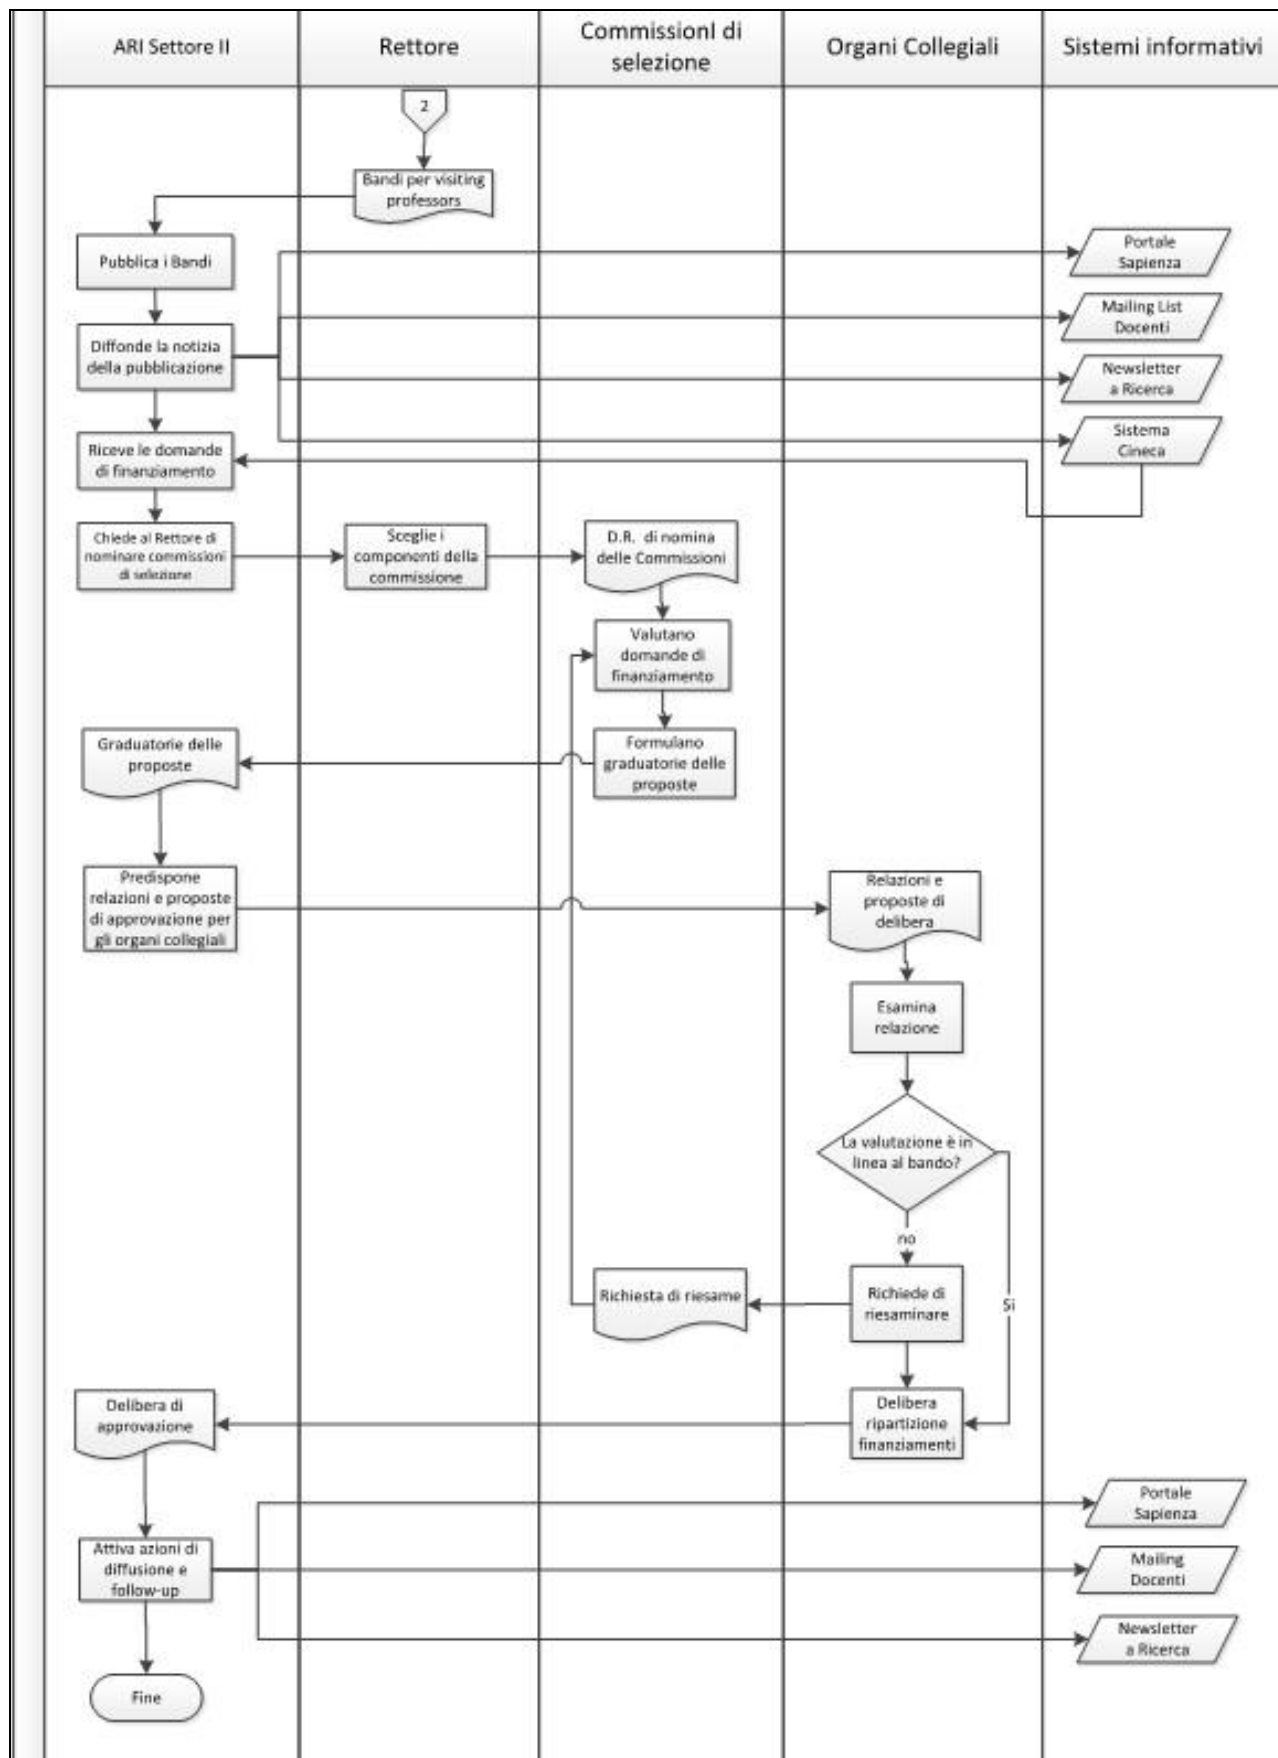 ARI Settore II
Rettore
CommissionI di
selezione
Organi Collegiali
Sistemi informativi
2
Bandi per visiting
professors
Pubblica i Bandi
Portale
Sapienza
Diffonde la notizia
della pubblicazione
Mailing List
Docenti
Newsletter
a Ricerca
Sistema
Cineca
Riceve le domande
di finanziamento
Chiede al Rettore di
nominare commissioni
di selezione
Sceglie i
componenti della
commissione
D.R. di nomina
delle Commissioni
Valutano
domande di
finanziamento
Formulano
graduatorie delle
proposte
Graduatorie delle
proposte
Predispone
relazioni e proposte
di approvazione per
gli organi collegiali
Relazioni e
proposte di
delibera
Esamina
relazione
La valutazione è in
linea al bando?
no
Si
Richiede di
riesaminare
Richiesta di riesame
Delibera
ripartizione
finanziamenti
Delibera di
approvazione
Attiva azioni di
diffusione e
follow-up
Portale
Sapienza
Mailing
Docenti
Newsletter
a Ricerca
Fine